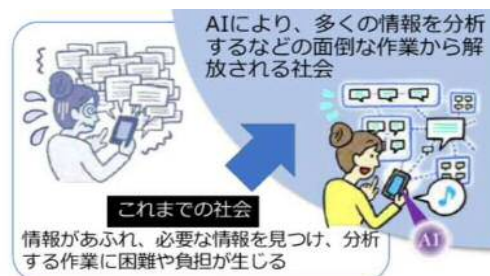 AIにより、多くの情報を分析
するなどの面倒な作業から解
放される社会
AI
これまでの社会
情報があふれ、必要な情報を見つけ、分析
する作業に困難や負担が生じる